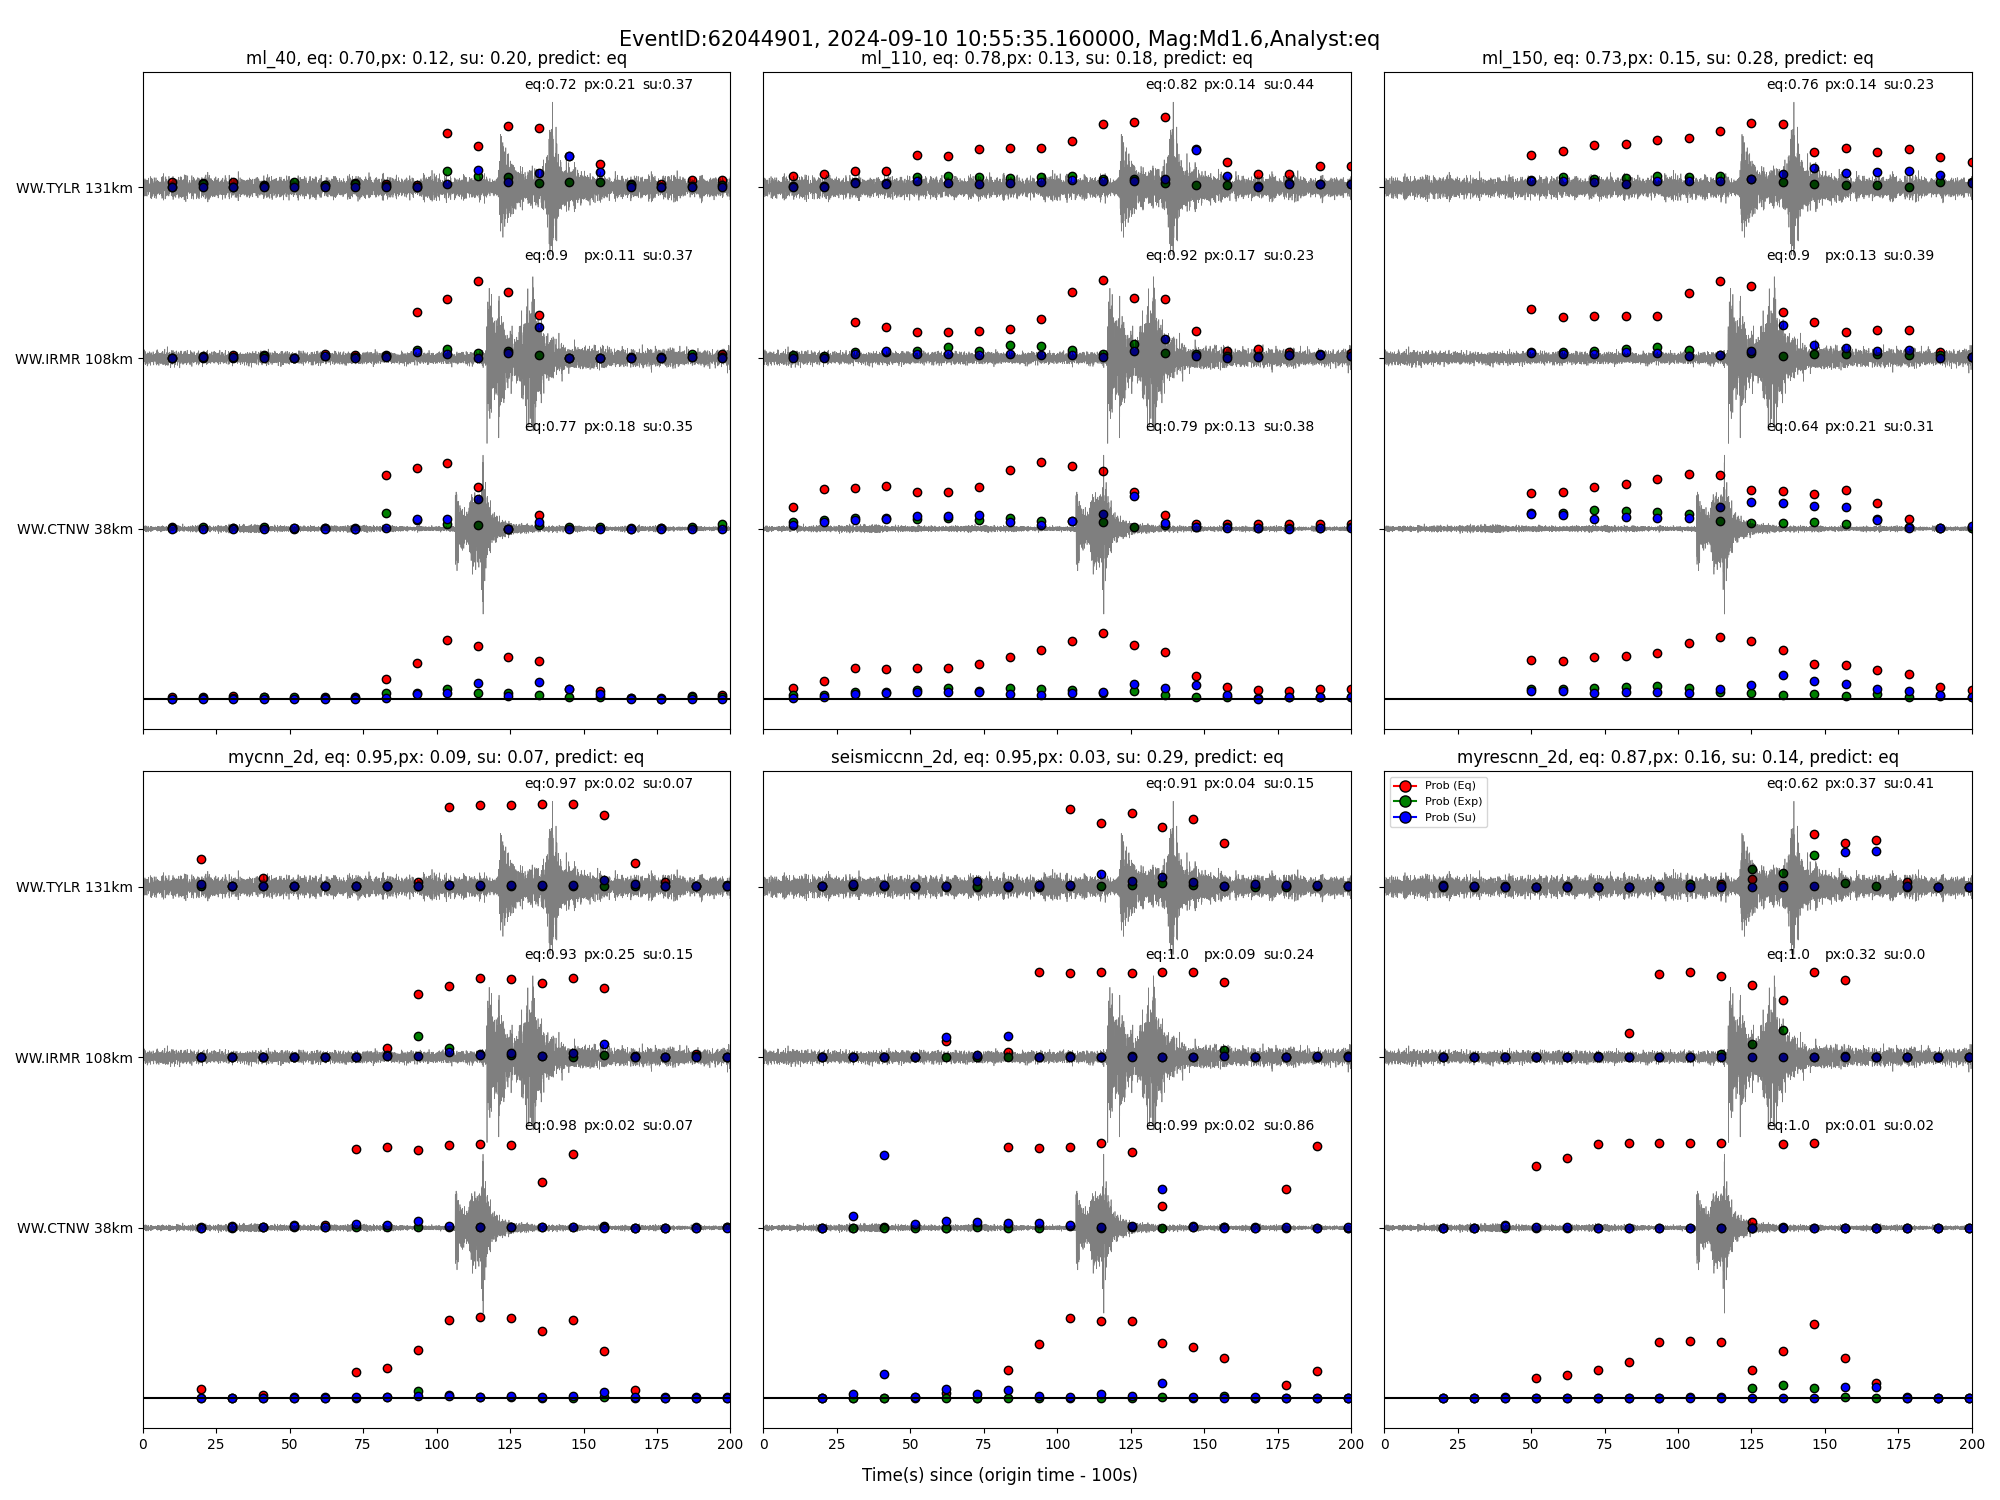 EventID:62044901, 2024-09-10 10:55:35.160000, Mag:Md1.6,Analyst:eq
ml_40, eq: 0.70,px: 0.12, su: 0.20, predict: eq
ml_110, eq: 0.78,px: 0.13, su: 0.18, predict: eq
ml_150, eq: 0.73,px: 0.15, su: 0.28, predict: eq
eq:0.72 px:0.21 su:0.37
eq:0.82 px:0.14 su:0.44
eq:0.76 px:0.14 su:0.23
WW.TYLR 131km
eq:0.9 px:0.11 su:0.37
eq:0.92 px:0.17 su:0.23
eq:0.9 px:0.13 su:0.39
WW.IRMR 108km
eq:0.77 px:0.18 su:0.35
eq:0.79 px:0.13 su:0.38
eq:0.64 px:0.21 su:0.31
WW.CTNW 38km
mycnn_2d, eq: 0.95,px: 0.09, su: 0.07, predict: eq
seismiccnn_2d, eq: 0.95,px: 0.03, su: 0.29, predict: eq
myrescnn_2d, eq: 0.87,px: 0.16, su: 0.14, predict: eq
eq:0.97 px:0.02 su:0.07
eq:0.91 px:0.04 su:0.15
eq:0.62 px:0.37 su:0.41
Prob (Eq)
Prob (Exp)
Prob (Su)
WW.TYLR 131km
eq:0.93 px:0.25 su:0.15
eq:1.0 px:0.09 su:0.24
eq:1.0 px:0.32 su:0.0
WW.IRMR 108km
eq:0.98 px:0.02 su:0.07
eq:0.99 px:0.02 su:0.86
eq:1.0 px:0.01 su:0.02
WW.CTNW 38km
0 25 50 75 100 125 150 175 200
0 25 50 75 100 125 150 175 200
0 25 50 75 100 125 150 175 200
Time(s) since (origin time - 100s)